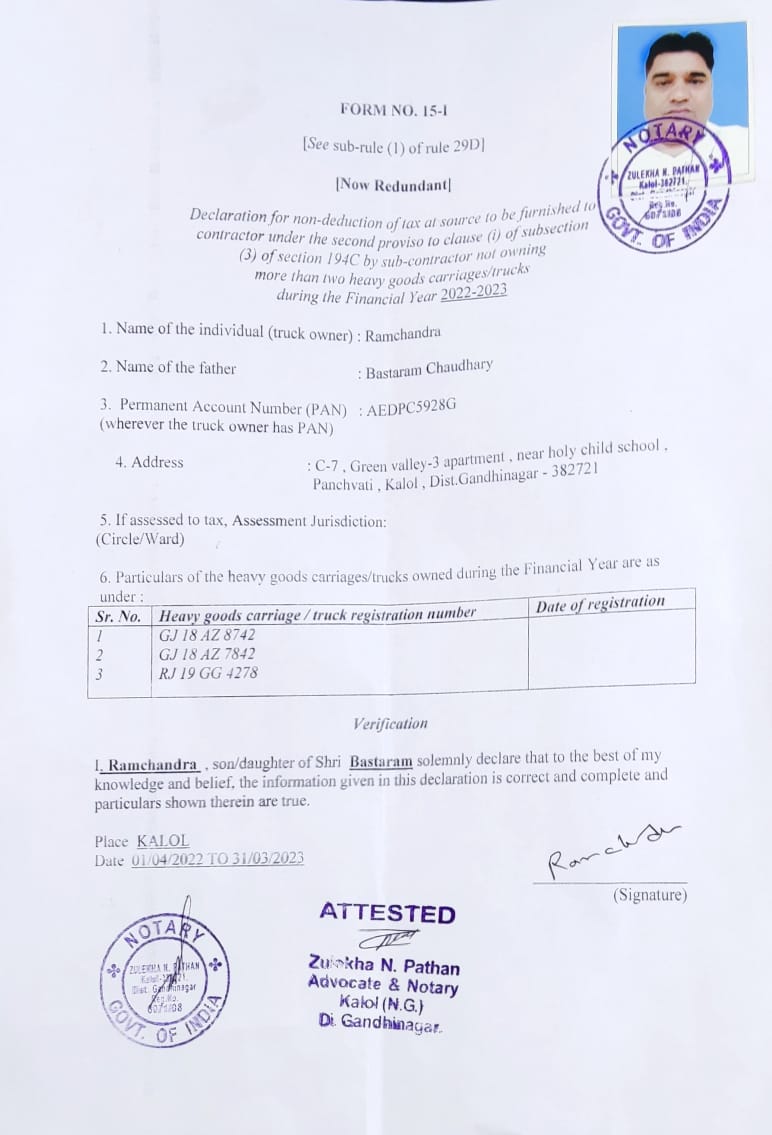 FORM NO. 15-I
[See sub-rule (1) of rule 29D]
[Now Redundant]
Declaration for non-deduction of tax at source to be furnished to
contractor under the second proviso to clause (i) of subsection
(3) of section 194C by sub-contractor not owning
more than two heavy goods carriages/trucks
during the Financial Year 2022-2023
NOTARY
ZULEKHA N. PATHAN
Kalol-382721.
Reg.No.
GOVT. OF INDIA
1. Name of the individual (truck owner) : Ramchandra
2. Name of the father : Bastaram Chaudhary
3. Permanent Account Number (PAN) : AEDPC5928G
(wherever the truck owner has PAN)
4. Address : C-7 , Green valley-3 apartment , near holy child school ,
Panchvati , Kalol , Dist.Gandhinagar - 382721
5. If assessed to tax, Assessment Jurisdiction:
(Circle/Ward)
6. Particulars of the heavy goods carriages/trucks owned during the Financial Year are as
under :
Sr. No. Heavy goods carriage / truck registration number Date of registration
1 GJ 18 AZ 8742
2 GJ 18 AZ 7842
3 RJ 19 GG 4278
Verification
I, Ramchandra , son/daughter of Shri Bastaram solemnly declare that to the best of my
knowledge and belief, the information given in this declaration is correct and complete and
particulars shown therein are true.
Place KALOL
Date 01/04/2022 TO 31/03/2023
(Signature)
ATTESTED
Zulekha N. Pathan
Advocate & Notary
Kalol (N.G.)
Di. Gandhinagar.
NOTARY
ZULEKHA N. PATHAN
Dist. Gandhinagar
Reg.No.
GOVT. OF INDIA